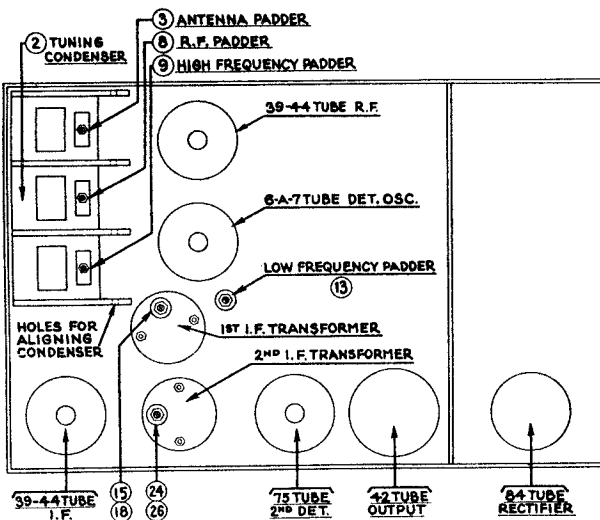 3 ANTENNA PADDER
2 TUNING
CONDENSER
8 R.F. PADDER
9 HIGH FREQUENCY PADDER
39-44 TUBE R.F.
6-A-7 TUBE DET. OSC.
LOW FREQUENCY PADDER
13
HOLES FOR
ALIGNING
CONDENSER
1ST I.F. TRANSFORMER
2ND I.F. TRANSFORMER
39-44 TUBE
I.F.
15
18
24
26
75 TUBE
2ND DET.
42 TUBE
OUTPUT
84 TUBE
RECTIFIER